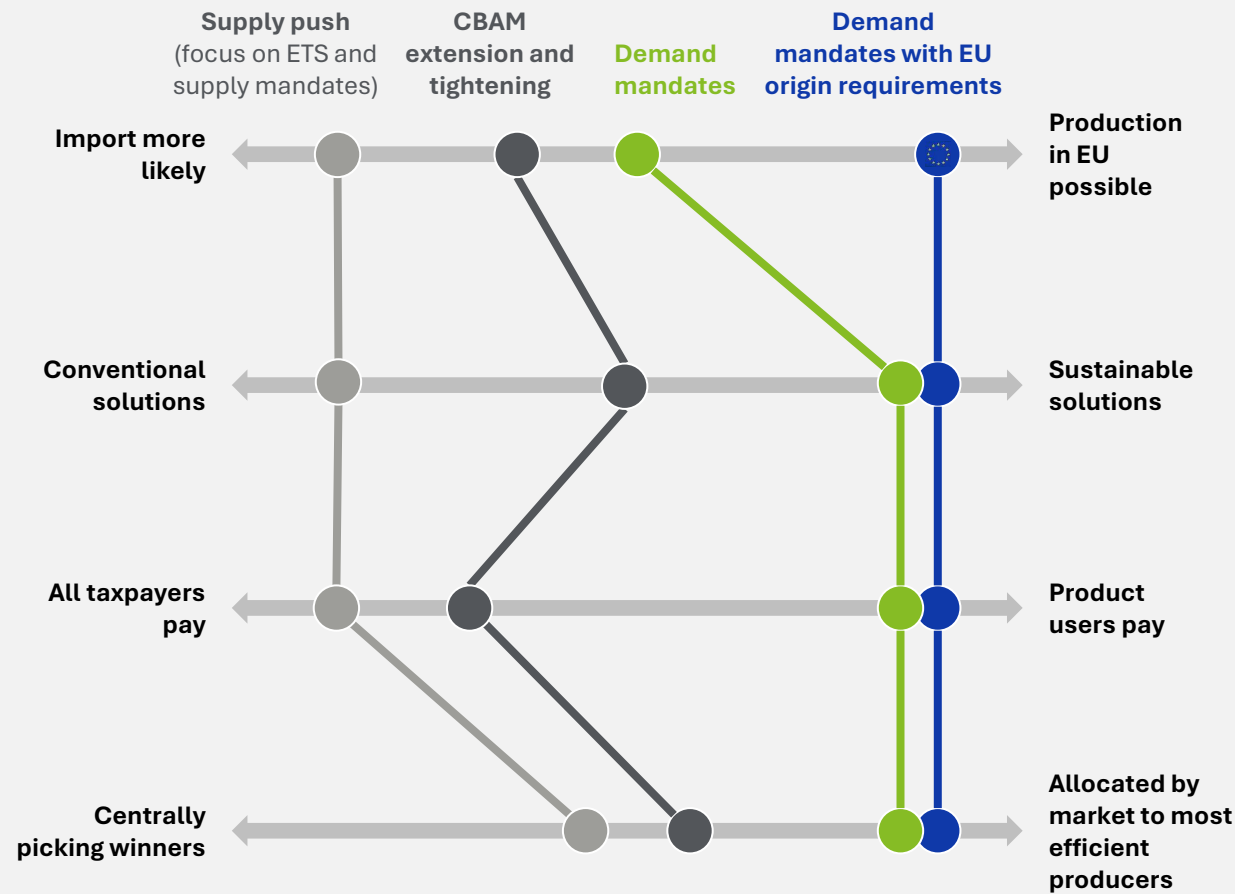 Supply push
(focus on ETS and
supply mandates)
CBAM
extension and
tightening
Demand
mandates
Demand
mandates with EU
origin requirements
Import more
likely
Production
in EU
possible
Conventional
solutions
Sustainable
solutions
All taxpayers
pay
Product
users pay
Centrally
picking winners
Allocated by
market to most
efficient
producers